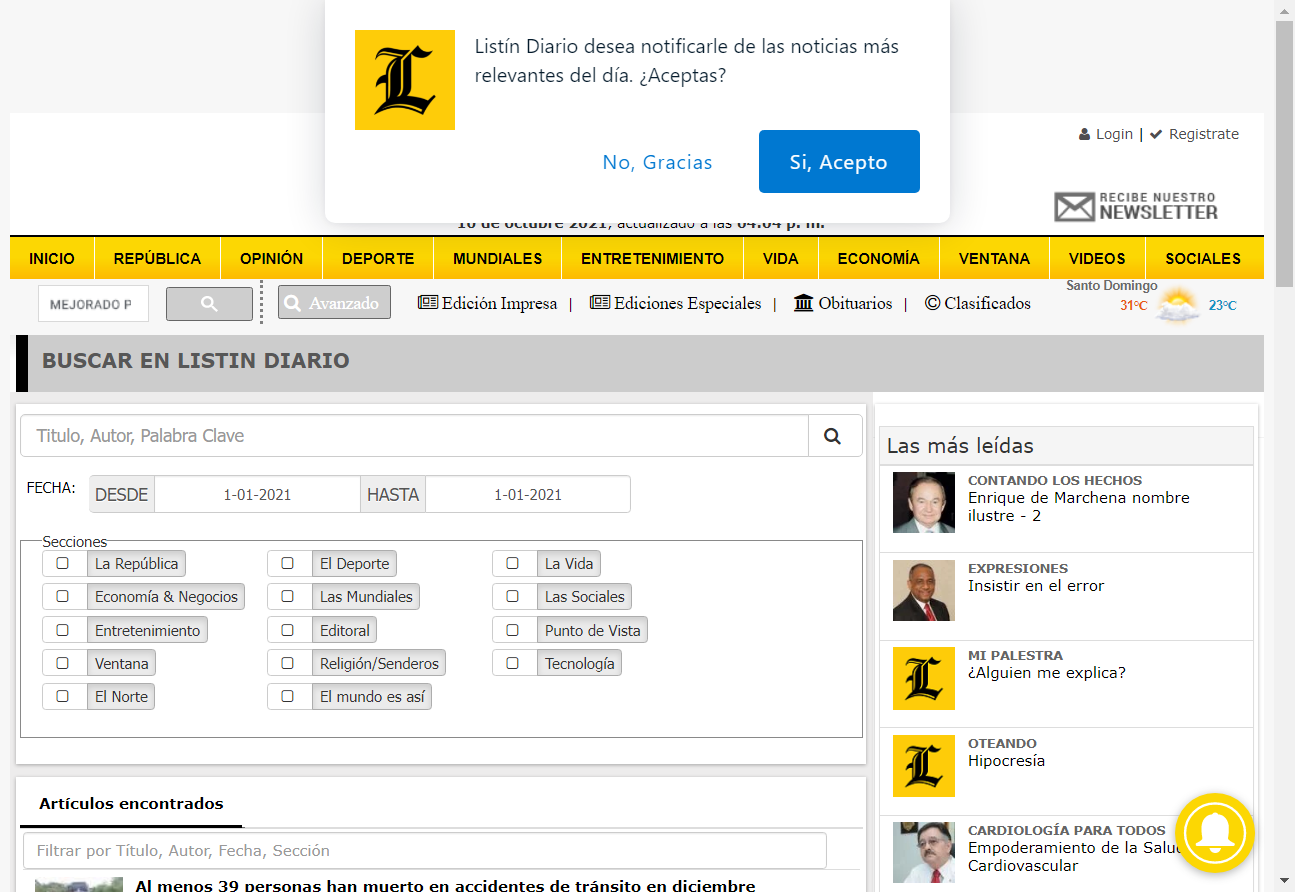 Listín Diario desea notificarle de las noticias más
relevantes del día. ¿Aceptas?
No, Gracias
Si, Acepto
Login | Registrate
RECIBE NUESTRO
NEWSLETTER
16 de octubre 2021, actualizado a las 04:04 p. m.
INICIO REPÚBLICA OPINIÓN DEPORTE MUNDIALES ENTRETENIMIENTO VIDA ECONOMÍA VENTANA VIDEOS SOCIALES
MEJORADO P
Avanzado
Edición Impresa | Ediciones Especiales | Obituarios | Clasificados
Santo Domingo
31°C 23°C
BUSCAR EN LISTIN DIARIO
Titulo, Autor, Palabra Clave
FECHA: DESDE 1-01-2021 HASTA 1-01-2021
Secciones
La República El Deporte La Vida
Economía & Negocios Las Mundiales Las Sociales
Entretenimiento Editoral Punto de Vista
Ventana Religión/Senderos Tecnología
El Norte El mundo es así
Artículos encontrados
Filtrar por Título, Autor, Fecha, Sección
Al menos 39 personas han muerto en accidentes de tránsito en diciembre
Las más leídas
CONTANDO LOS HECHOS
Enrique de Marchena nombre
ilustre - 2
EXPRESIONES
Insistir en el error
MI PALESTRA
¿Alguien me explica?
OTEANDO
Hipocresía
CARDIOLOGÍA PARA TODOS
Empoderamiento de la Salud
Cardiovascular